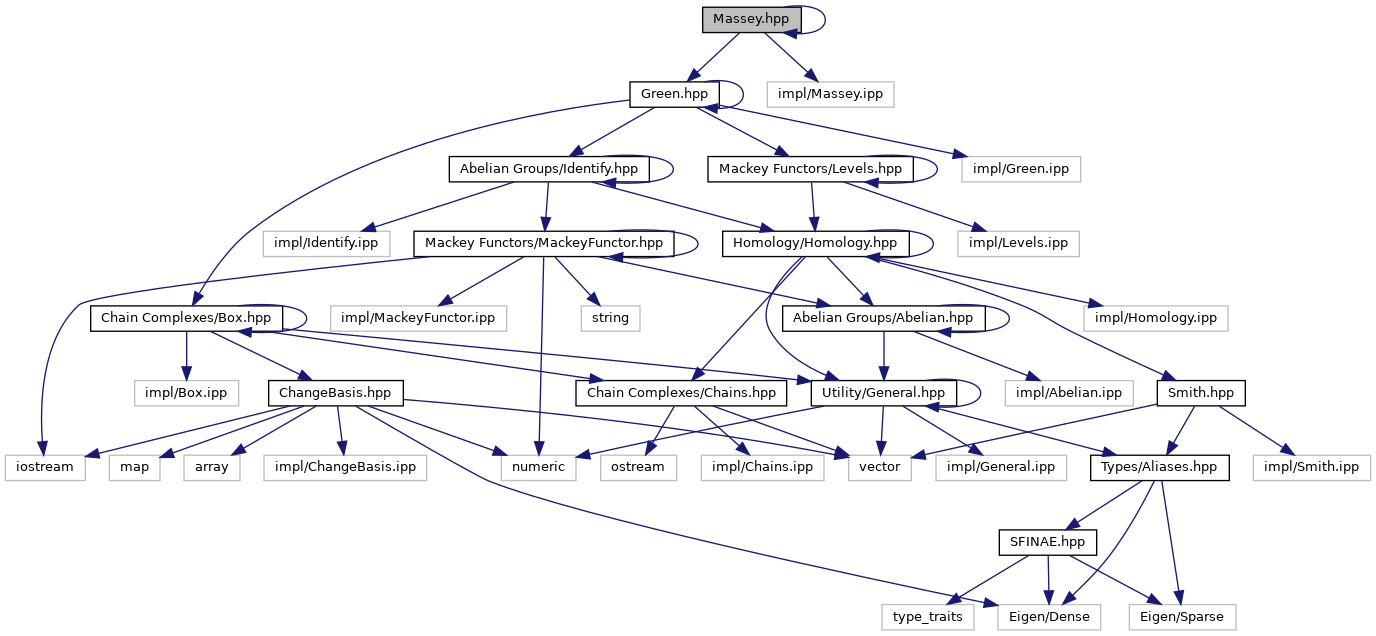 Massey.hpp
Green.hpp
impl/Massey.ipp
Abelian Groups/Identify.hpp
Mackey Functors/Levels.hpp
impl/Green.ipp
impl/Identify.ipp
Mackey Functors/MackeyFunctor.hpp
Homology/Homology.hpp
impl/Levels.ipp
Chain Complexes/Box.hpp
impl/MackeyFunctor.ipp
string
Abelian Groups/Abelian.hpp
impl/Homology.ipp
impl/Box.ipp
ChangeBasis.hpp
Chain Complexes/Chains.hpp
Utility/General.hpp
impl/Abelian.ipp
Smith.hpp
iostream
map
array
impl/ChangeBasis.ipp
numeric
ostream
impl/Chains.ipp
vector
impl/General.ipp
Types/Aliases.hpp
impl/Smith.ipp
SFINAE.hpp
type_traits
Eigen/Dense
Eigen/Sparse